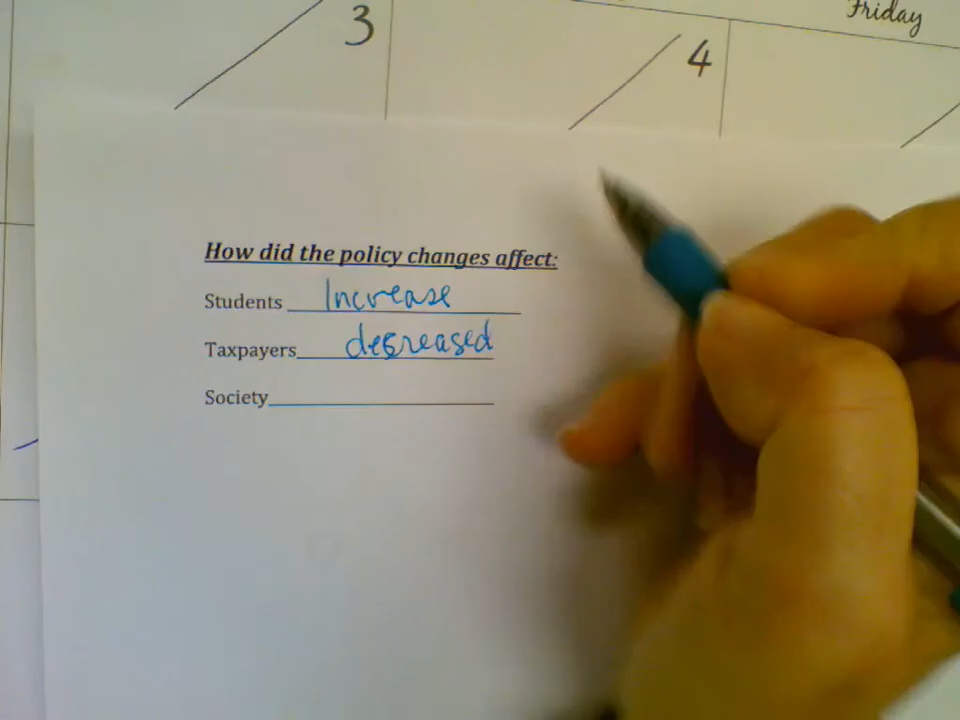 3
Friday
4
How did the policy changes affect:
Students Increase
Taxpayers decreased
Society